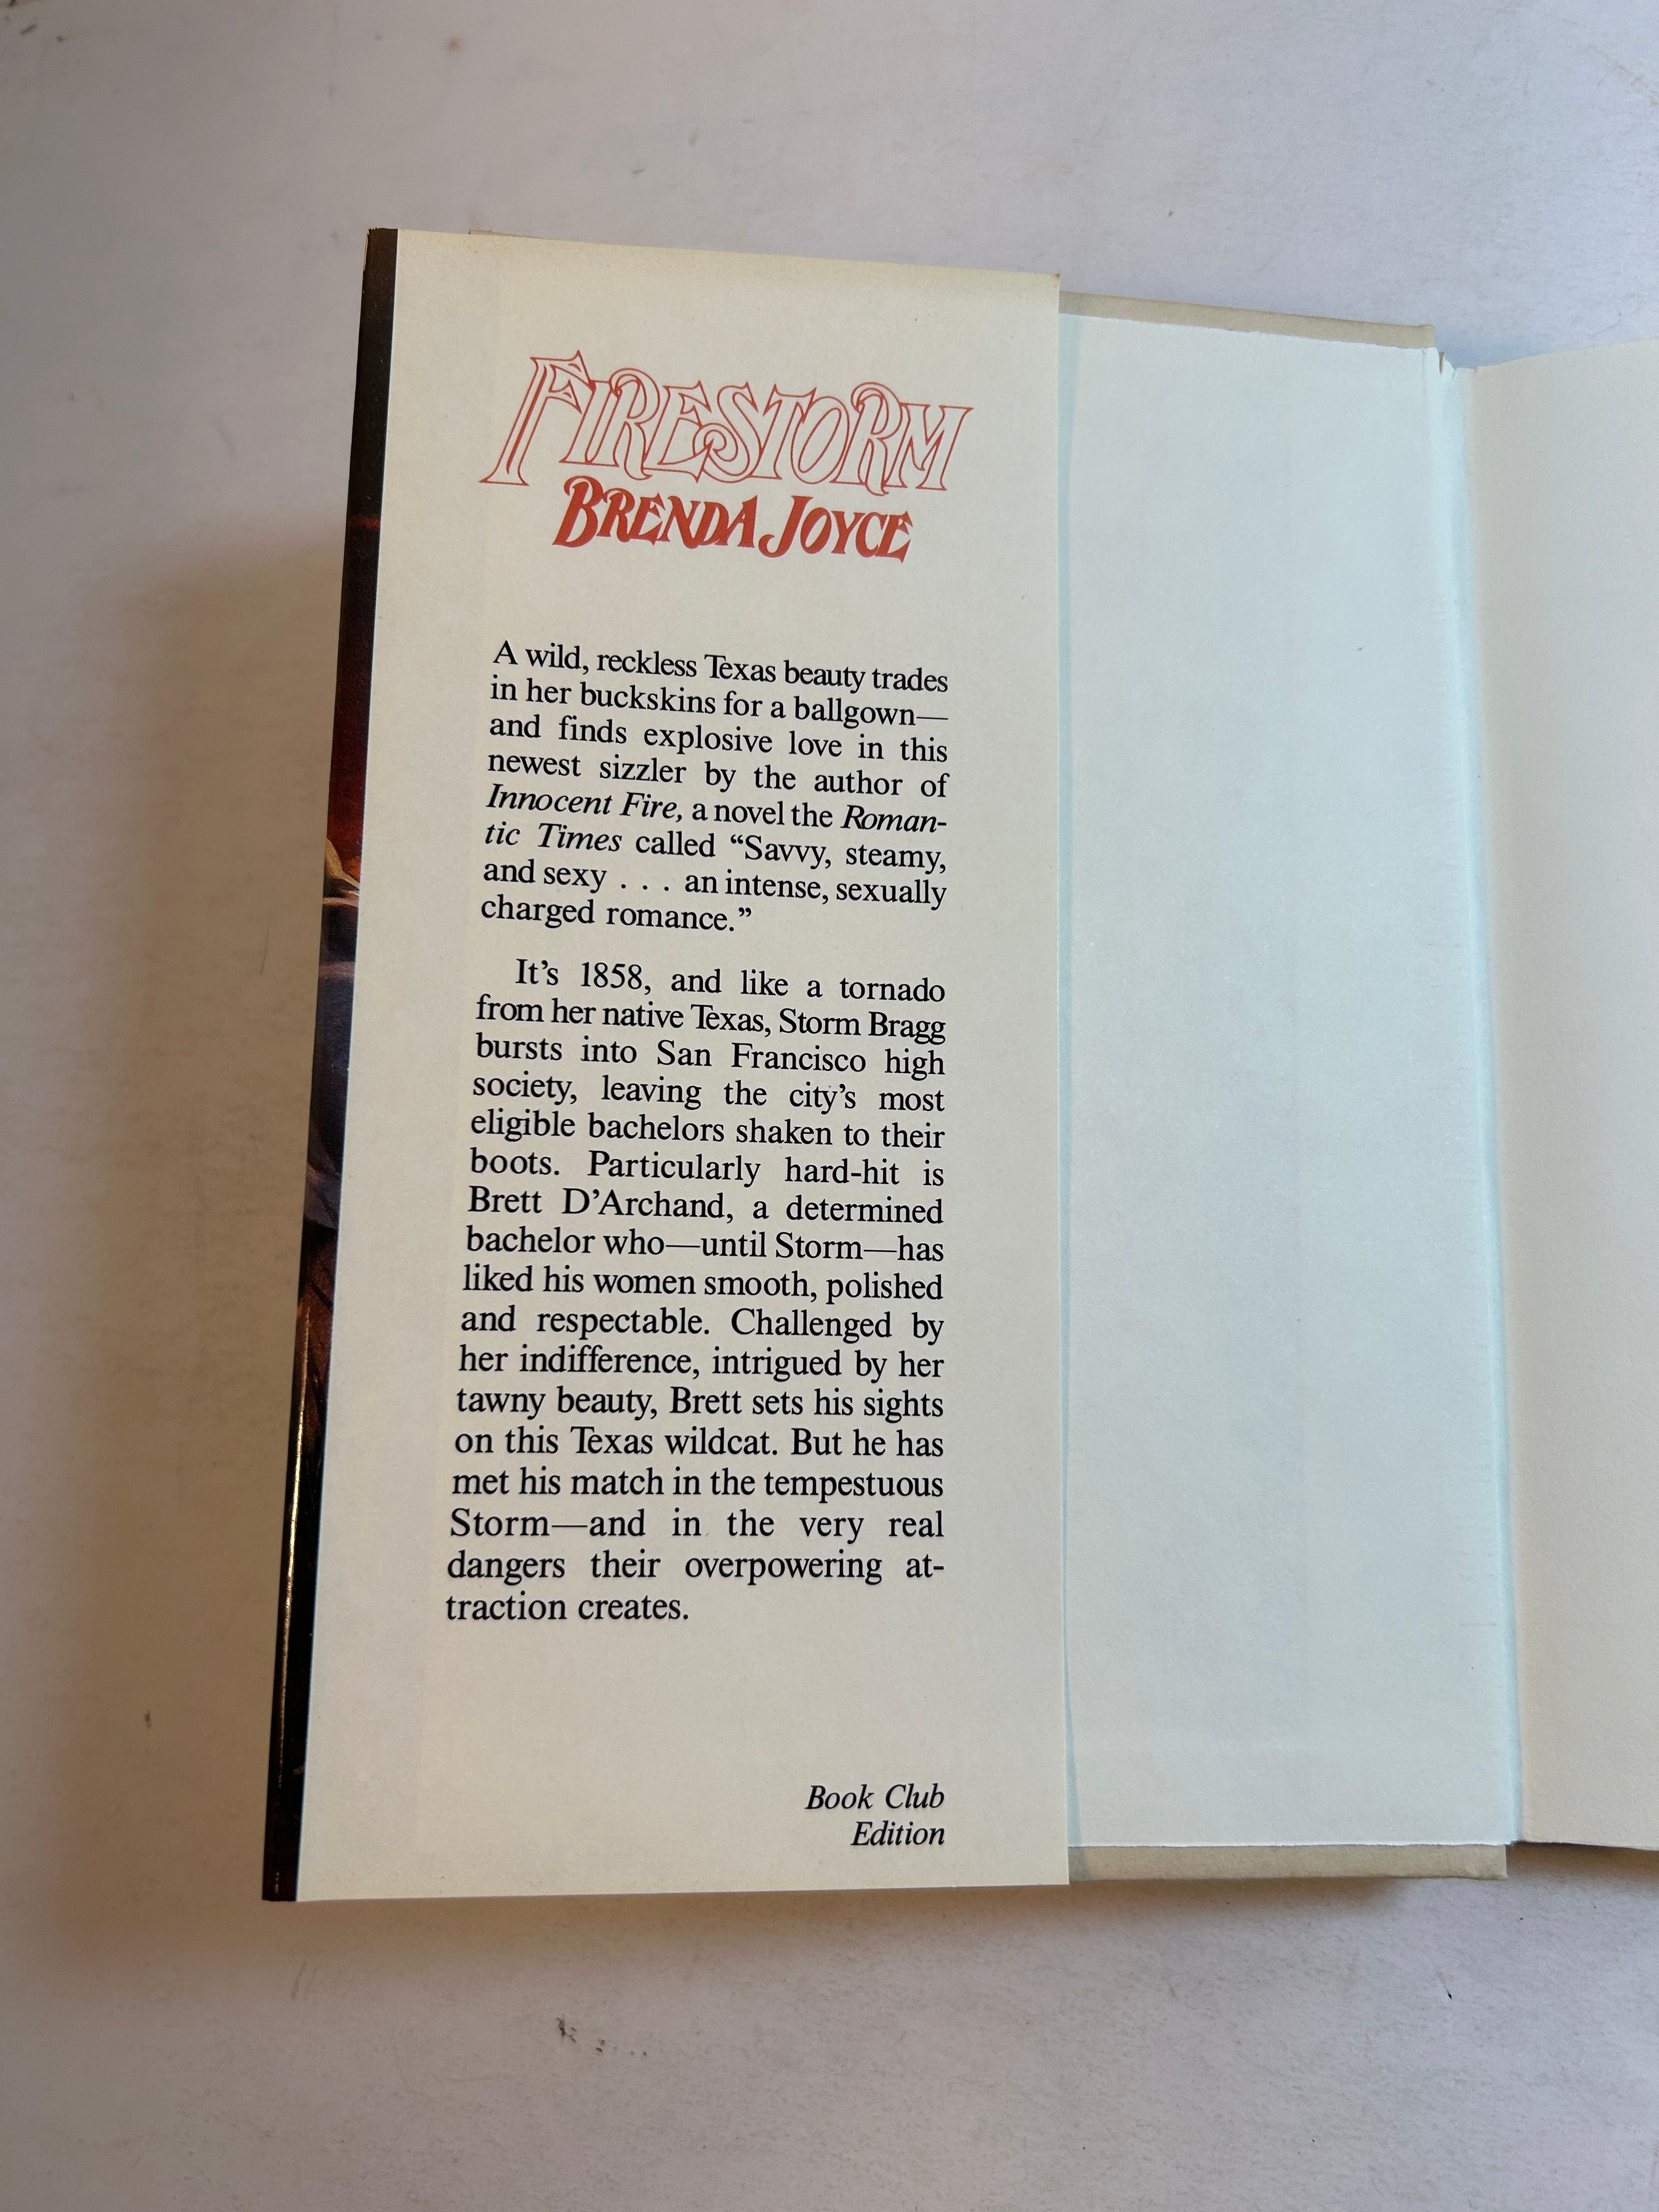 FIRESTORM
BRENDA JOYCE
A wild, reckless Texas beauty trades
in her buckskins for a ballgown—
and finds explosive love in this
newest sizzler by the author of
Innocent Fire, a novel the Roman-
tic Times called “Savvy, steamy,
and sexy . . . an intense, sexually
charged romance.”
It’s 1858, and like a tornado
from her native Texas, Storm Bragg
bursts into San Francisco high
society, leaving the city’s most
eligible bachelors shaken to their
boots. Particularly hard-hit is
Brett D’Archand, a determined
bachelor who—until Storm—has
liked his women smooth, polished
and respectable. Challenged by
her indifference, intrigued by her
tawny beauty, Brett sets his sights
on this Texas wildcat. But he has
met his match in the tempestuous
Storm—and in the very real
dangers their overpowering at-
traction creates.
Book Club
Edition